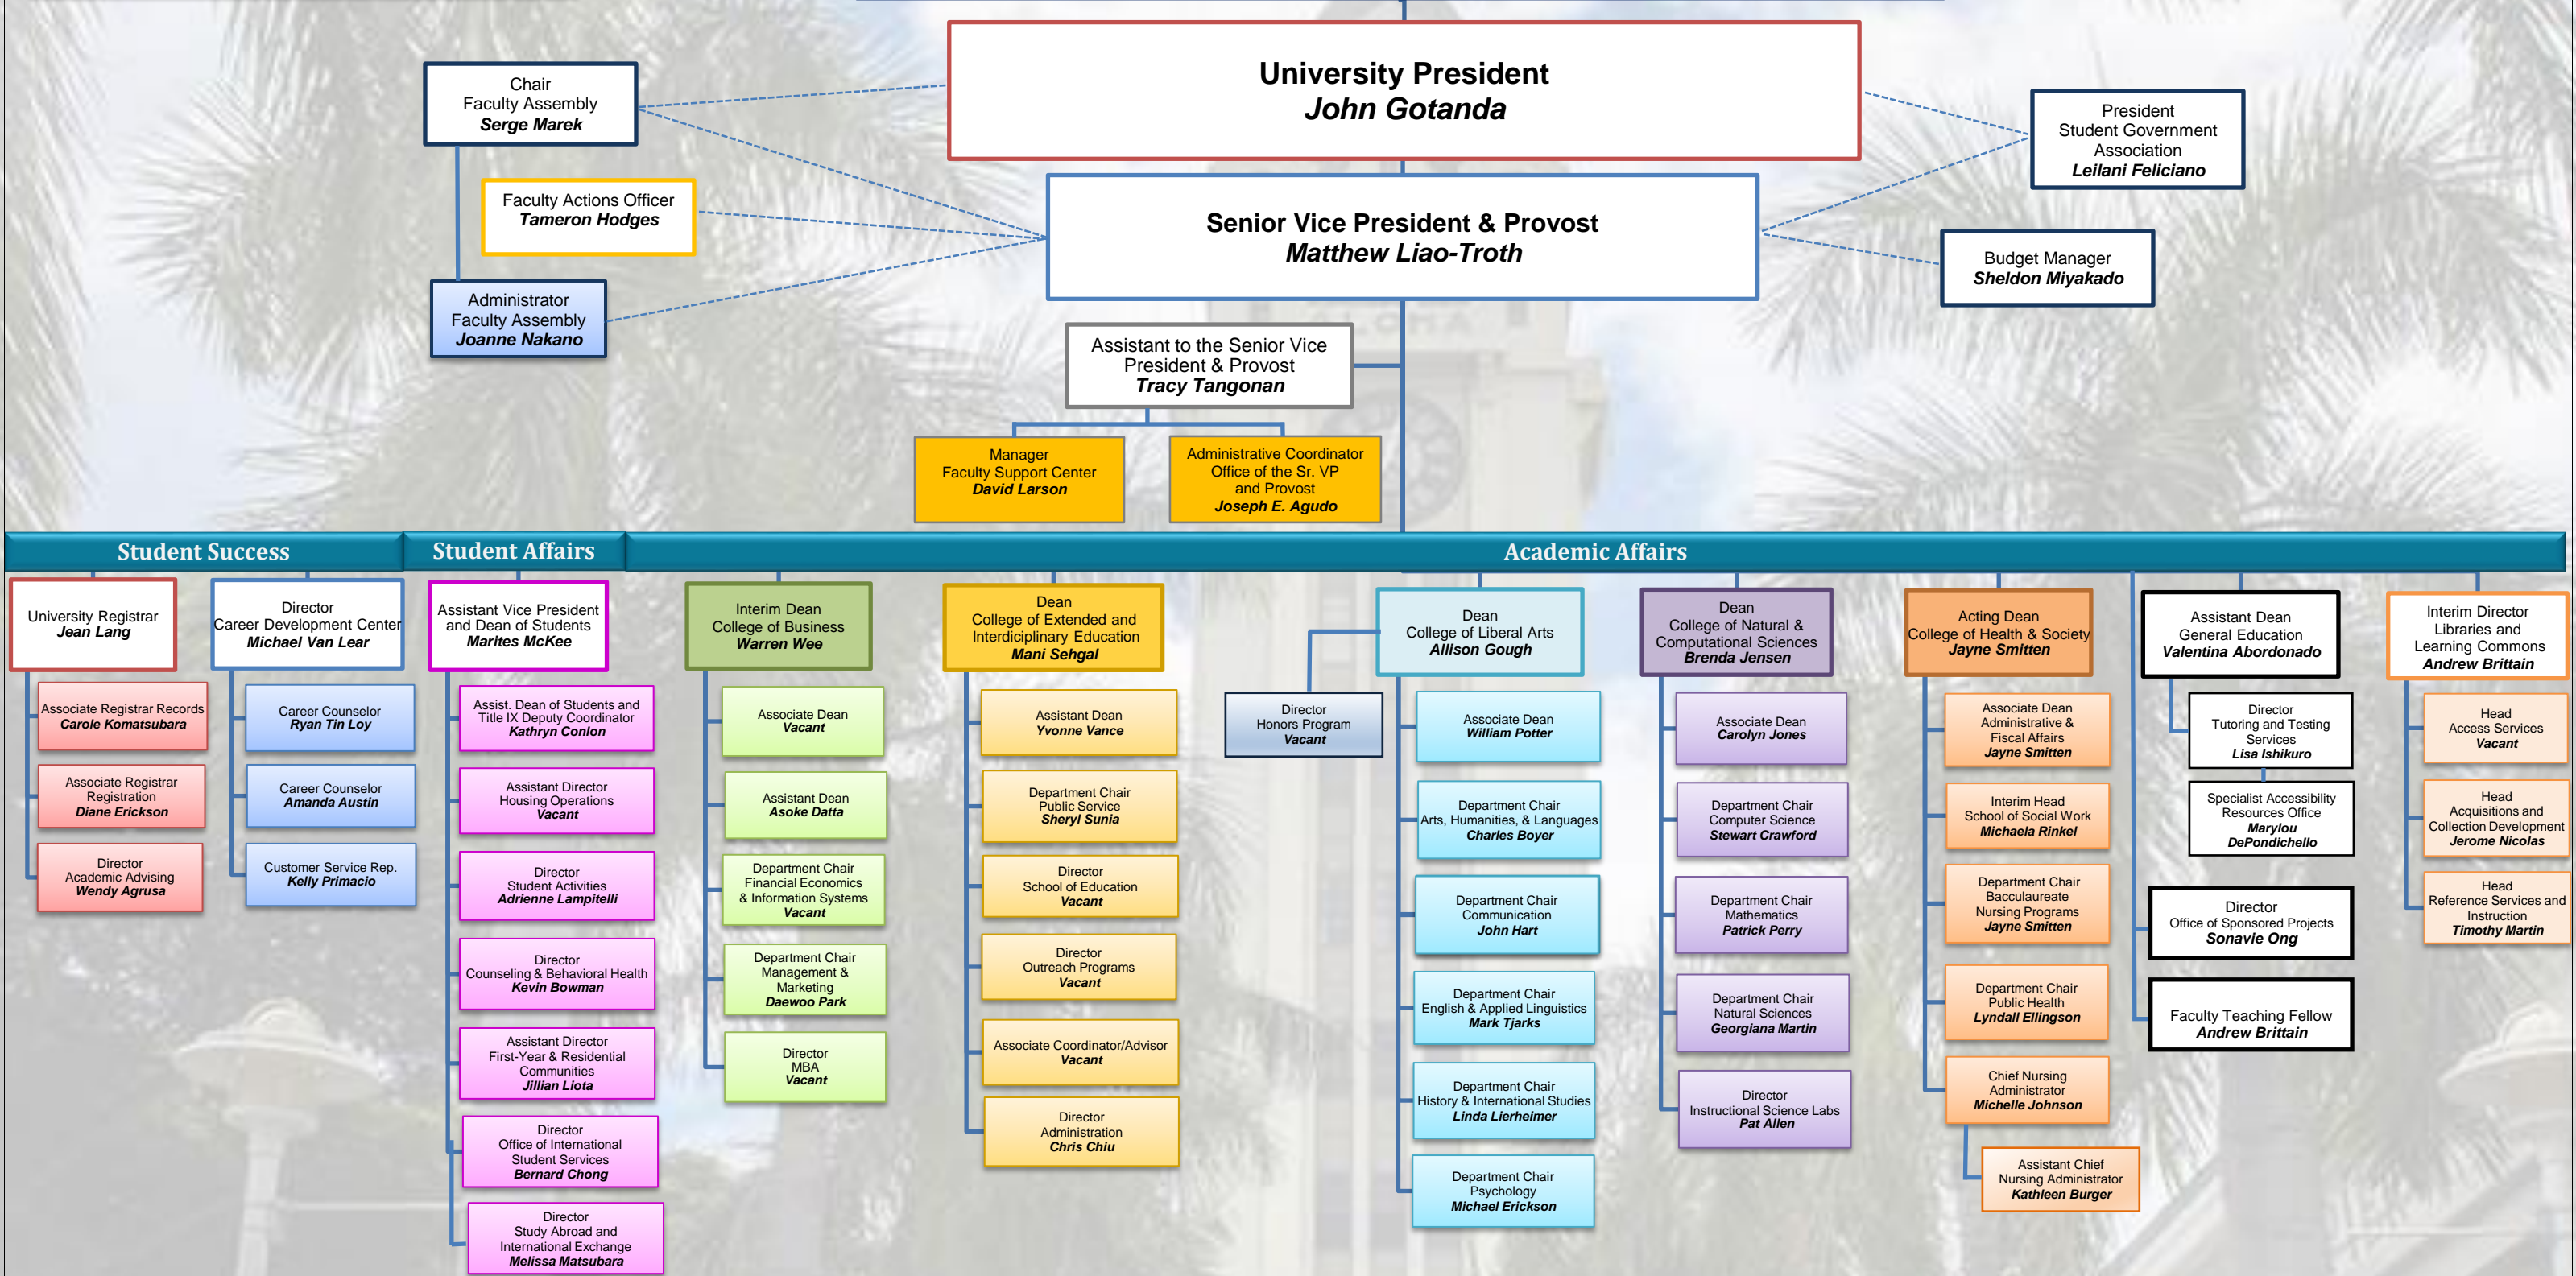 University President
John Gotanda
Chair
Faculty Assembly
Serge Marek
President
Student Government
Association
Leilani Feliciano
Faculty Actions Officer
Tameron Hodges
Senior Vice President & Provost
Matthew Liao-Troth
Budget Manager
Sheldon Miyakado
Administrator
Faculty Assembly
Joanne Nakano
Assistant to the Senior Vice
President & Provost
Tracy Tangonan
Manager
Faculty Support Center
David Larson
Administrative Coordinator
Office of the Sr. VP
and Provost
Joseph E. Agudo
Student Success
Student Affairs
Academic Affairs
University Registrar
Jean Lang
Associate Registrar Records
Carole Komatsubara
Associate Registrar
Registration
Diane Erickson
Director
Academic Advising
Wendy Agrusa
Director
Career Development Center
Michael Van Lear
Career Counselor
Ryan Tin Loy
Career Counselor
Amanda Austin
Customer Service Rep.
Kelly Primacio
Assistant Vice President
and Dean of Students
Marites McKee
Assist. Dean of Students and
Title IX Deputy Coordinator
Kathryn Conlon
Assistant Director
Housing Operations
Vacant
Director
Student Activities
Adrienne Lampitelli
Director
Counseling & Behavioral Health
Kevin Bowman
Assistant Director
First-Year & Residential
Communities
Jillian Liota
Director
Office of International
Student Services
Bernard Chong
Director
Study Abroad and
International Exchange
Melissa Matsubara
Interim Dean
College of Business
Warren Wee
Associate Dean
Vacant
Assistant Dean
Asoke Datta
Department Chair
Financial Economics
& Information Systems
Vacant
Department Chair
Management &
Marketing
Daewoo Park
Director
MBA
Vacant
Dean
College of Extended and
Interdiciplinary Education
Mani Sehgal
Assistant Dean
Yvonne Vance
Department Chair
Public Service
Sheryl Sunia
Director
School of Education
Vacant
Director
Outreach Programs
Vacant
Associate Coordinator/Advisor
Vacant
Director
Administration
Chris Chiu
Dean
College of Liberal Arts
Allison Gough
Director
Honors Program
Vacant
Associate Dean
William Potter
Department Chair
Arts, Humanities, & Languages
Charles Boyer
Department Chair
Communication
John Hart
Department Chair
English & Applied Linguistics
Mark Tjarks
Department Chair
History & International Studies
Linda Lierheimer
Department Chair
Psychology
Michael Erickson
Dean
College of Natural &
Computational Sciences
Brenda Jensen
Associate Dean
Carolyn Jones
Department Chair
Computer Science
Stewart Crawford
Department Chair
Mathematics
Patrick Perry
Department Chair
Natural Sciences
Georgiana Martin
Director
Instructional Science Labs
Pat Allen
Acting Dean
College of Health & Society
Jayne Smitten
Associate Dean
Administrative &
Fiscal Affairs
Jayne Smitten
Interim Head
School of Social Work
Michaela Rinkel
Department Chair
Bacculaureate
Nursing Programs
Jayne Smitten
Department Chair
Public Health
Lyndall Ellingson
Chief Nursing
Administrator
Michelle Johnson
Assistant Chief
Nursing Administrator
Kathleen Burger
Assistant Dean
General Education
Valentina Abordonado
Director
Tutoring and Testing
Services
Lisa Ishikuro
Specialist Accessibility
Resources Office
Marylou
DePondichello
Director
Office of Sponsored Projects
Sonavie Ong
Faculty Teaching Fellow
Andrew Brittain
Interim Director
Libraries and
Learning Commons
Andrew Brittain
Head
Access Services
Vacant
Head
Acquisitions and
Collection Development
Jerome Nicolas
Head
Reference Services and
Instruction
Timothy Martin